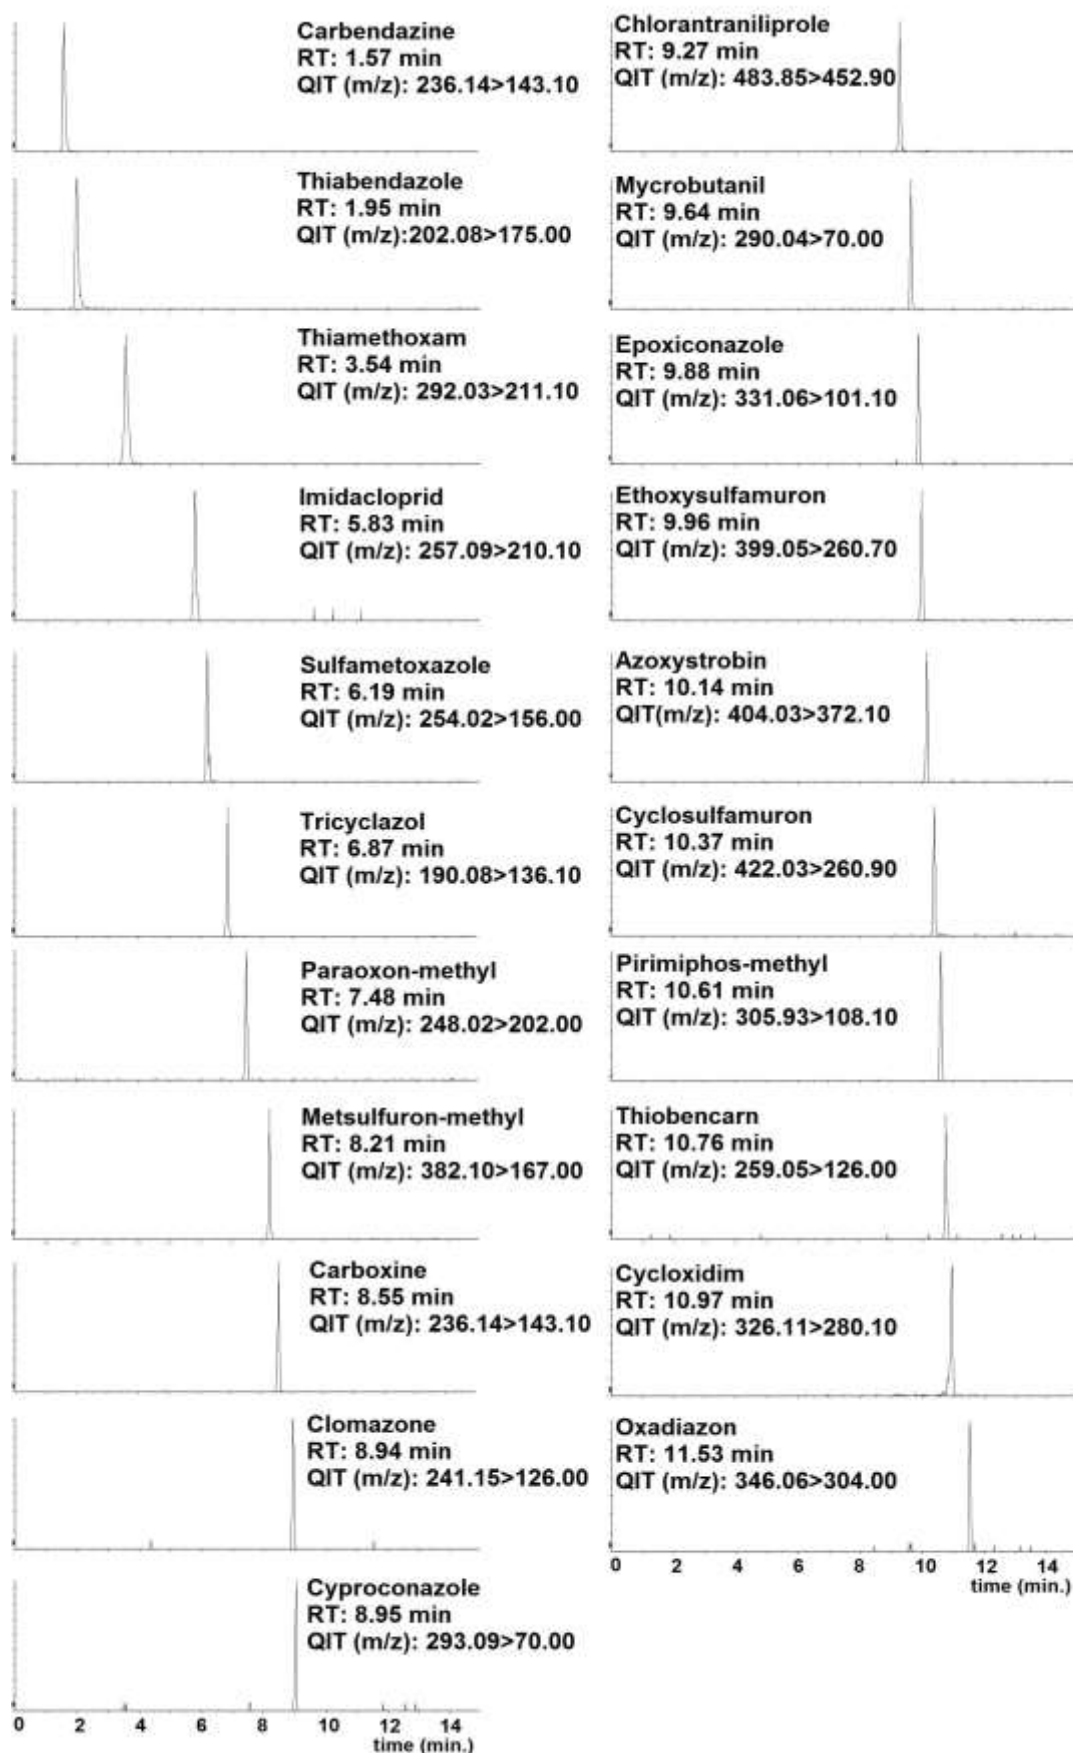 Carbendazine
RT: 1.57 min
QIT (m/z): 236.14>143.10
Thiabendazole
RT: 1.95 min
QIT (m/z):202.08>175.00
Thiamethoxam
RT: 3.54 min
QIT (m/z): 292.03>211.10
Imidacloprid
RT: 5.83 min
QIT (m/z): 257.09>210.10
Sulfametoxazole
RT: 6.19 min
QIT (m/z): 254.02>156.00
Tricyclazol
RT: 6.87 min
QIT (m/z): 190.08>136.10
Paraoxon-methyl
RT: 7.48 min
QIT (m/z): 248.02>202.00
Metsulfuron-methyl
RT: 8.21 min
QIT (m/z): 382.10>167.00
Carboxine
RT: 8.55 min
QIT (m/z): 236.14>143.10
Clomazone
RT: 8.94 min
QIT (m/z): 241.15>126.00
Cyproconazole
RT: 8.95 min
QIT (m/z): 293.09>70.00
0 2 4 6 8 10 12 14
time (min.)
Chlorantraniliprole
RT: 9.27 min
QIT (m/z): 483.85>452.90
Mycrobutanil
RT: 9.64 min
QIT (m/z): 290.04>70.00
Epoxiconazole
RT: 9.88 min
QIT (m/z): 331.06>101.10
Ethoxysulfamuron
RT: 9.96 min
QIT (m/z): 399.05>260.70
Azoxystrobin
RT: 10.14 min
QIT(m/z): 404.03>372.10
Cyclosulfamuron
RT: 10.37 min
QIT (m/z): 422.03>260.90
Pirimiphos-methyl
RT: 10.61 min
QIT (m/z): 305.93>108.10
Thiobencarn
RT: 10.76 min
QIT (m/z): 259.05>126.00
Cycloxidim
RT: 10.97 min
QIT (m/z): 326.11>280.10
Oxadiazon
RT: 11.53 min
QIT (m/z): 346.06>304.00
0 2 4 6 8 10 12 14
time (min.)